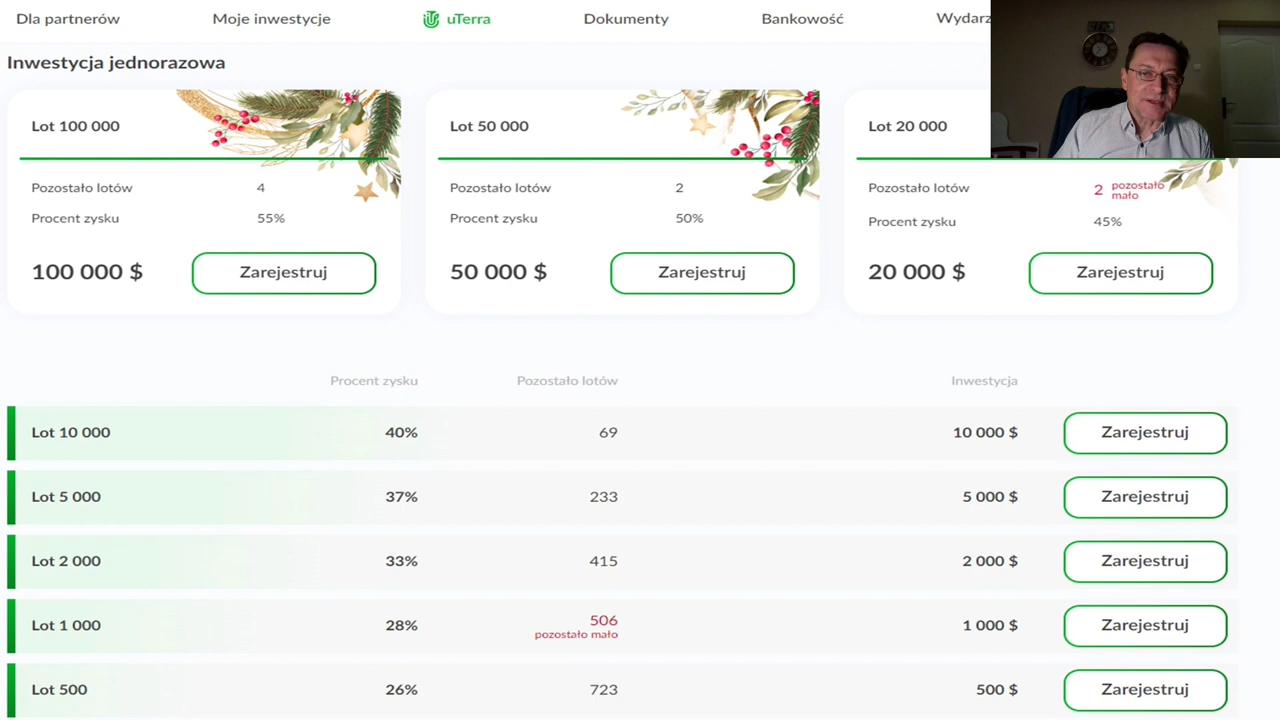 Dla partnerów
Moje inwestycje
uTerra
Dokumenty
Bankowość
Inwestycja jednorazowa
Lot 100 000
Pozostało lotów 4
Procent zysku 55%
100 000 $ Zarejestruj
Lot 50 000
Pozostało lotów 2
Procent zysku 50%
50 000 $ Zarejestruj
Lot 20 000
Pozostało lotów 2 pozostało
mało
Procent zysku 45%
20 000 $ Zarejestruj
Procent zysku Pozostało lotów Inwestycja
Lot 10 000 40% 69 10 000 $ Zarejestruj
Lot 5 000 37% 233 5 000 $ Zarejestruj
Lot 2 000 33% 415 2 000 $ Zarejestruj
Lot 1 000 28% 506 1 000 $ Zarejestruj
pozostało mało
Lot 500 26% 723 500 $ Zarejestruj